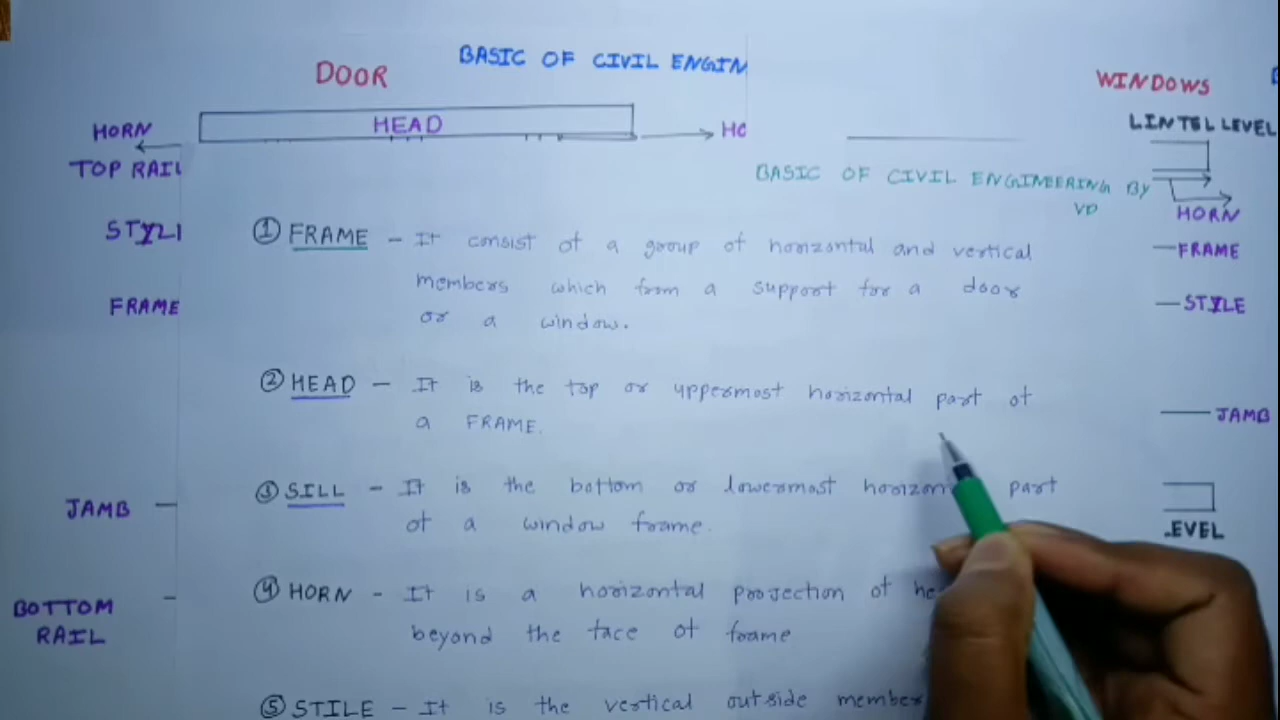 BASIC OF CIVIL ENGIN
DOOR
WINDOWS
HORN
HEAD
HO
LINTEL LEVEL
TOP RAIL
BASIC OF CIVIL ENGINEERING BY
VD
HORN
STYLI
① FRAME - It consist of a group of horizontal and vertical
FRAME
members which from a support for a door
FRAME
STYLE
or a window.
② HEAD - It is the top or uppermost horizontal part of
a FRAME.
JAMB
③ SILL - It is the bottom or lowermost horizon part
of a window frame.
JAMB
LEVEL
④ HORN - It is a horizontal projection of he
beyond the face of frame
BOTTOM
RAIL
⑤ STILE - It is the vertical outside member